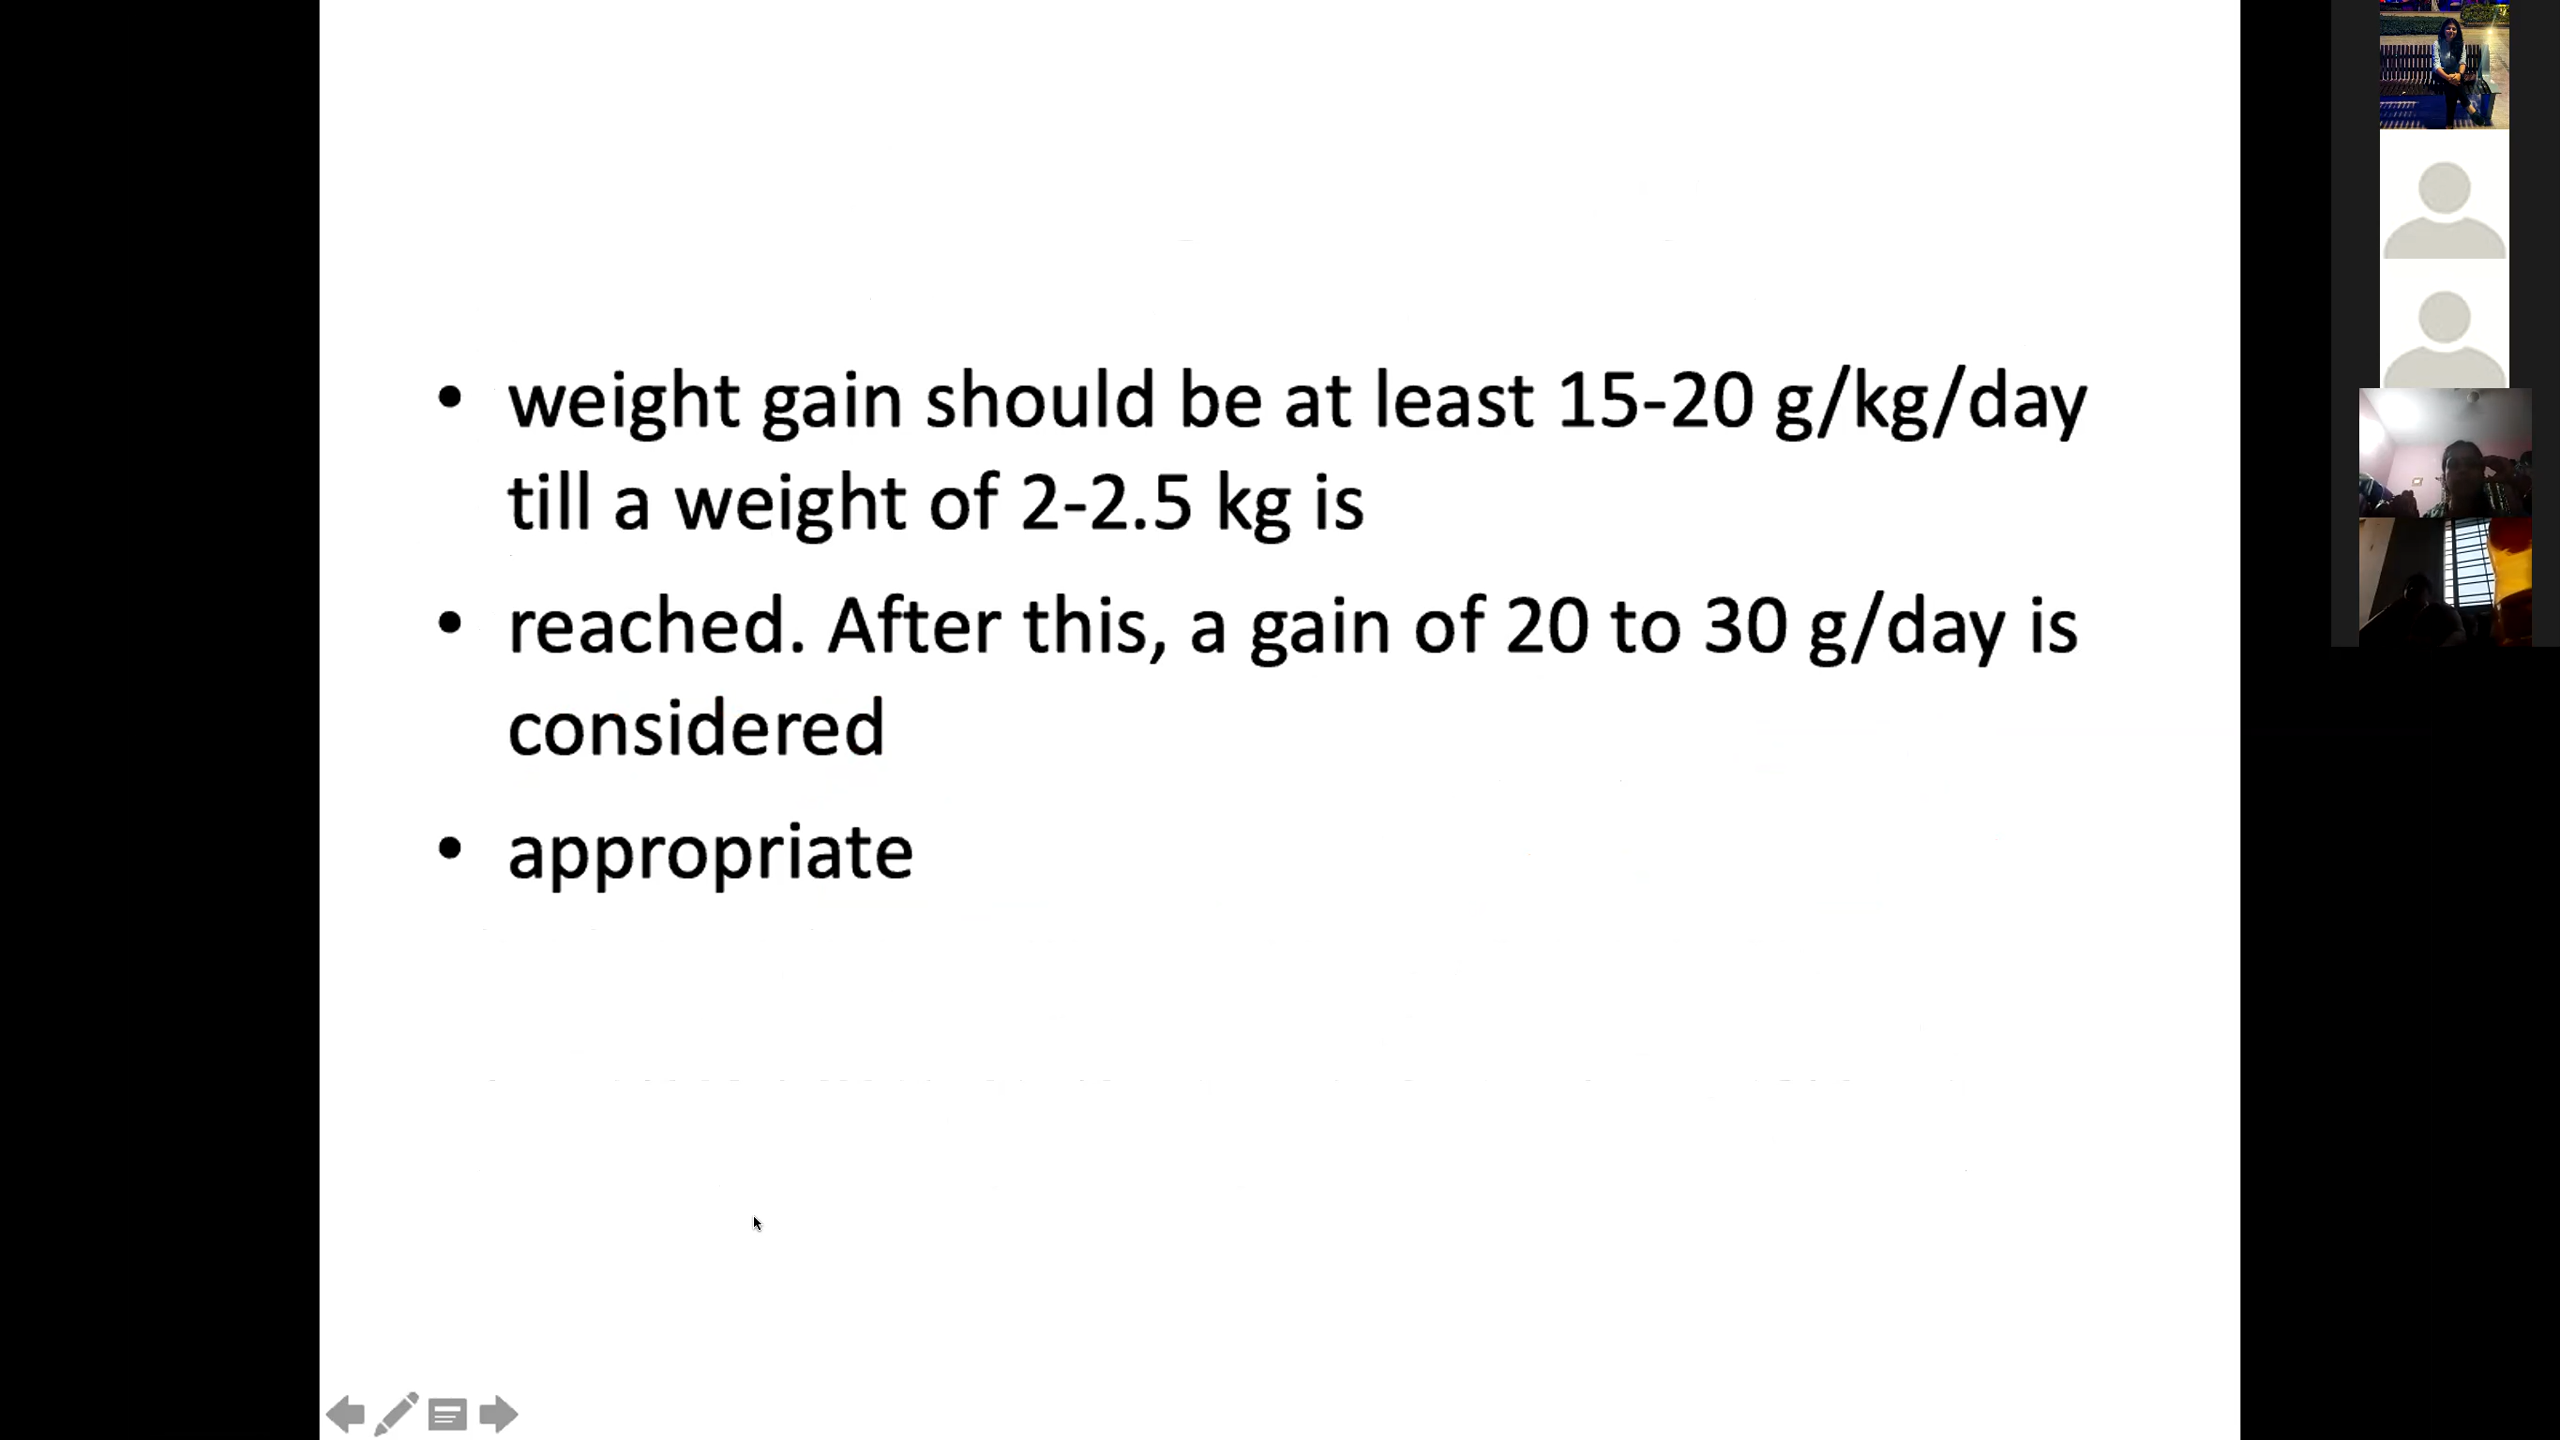 • weight gain should be at least 15-20 g/kg/day
till a weight of 2-2.5 kg is
• reached. After this, a gain of 20 to 30 g/day is
considered
• appropriate